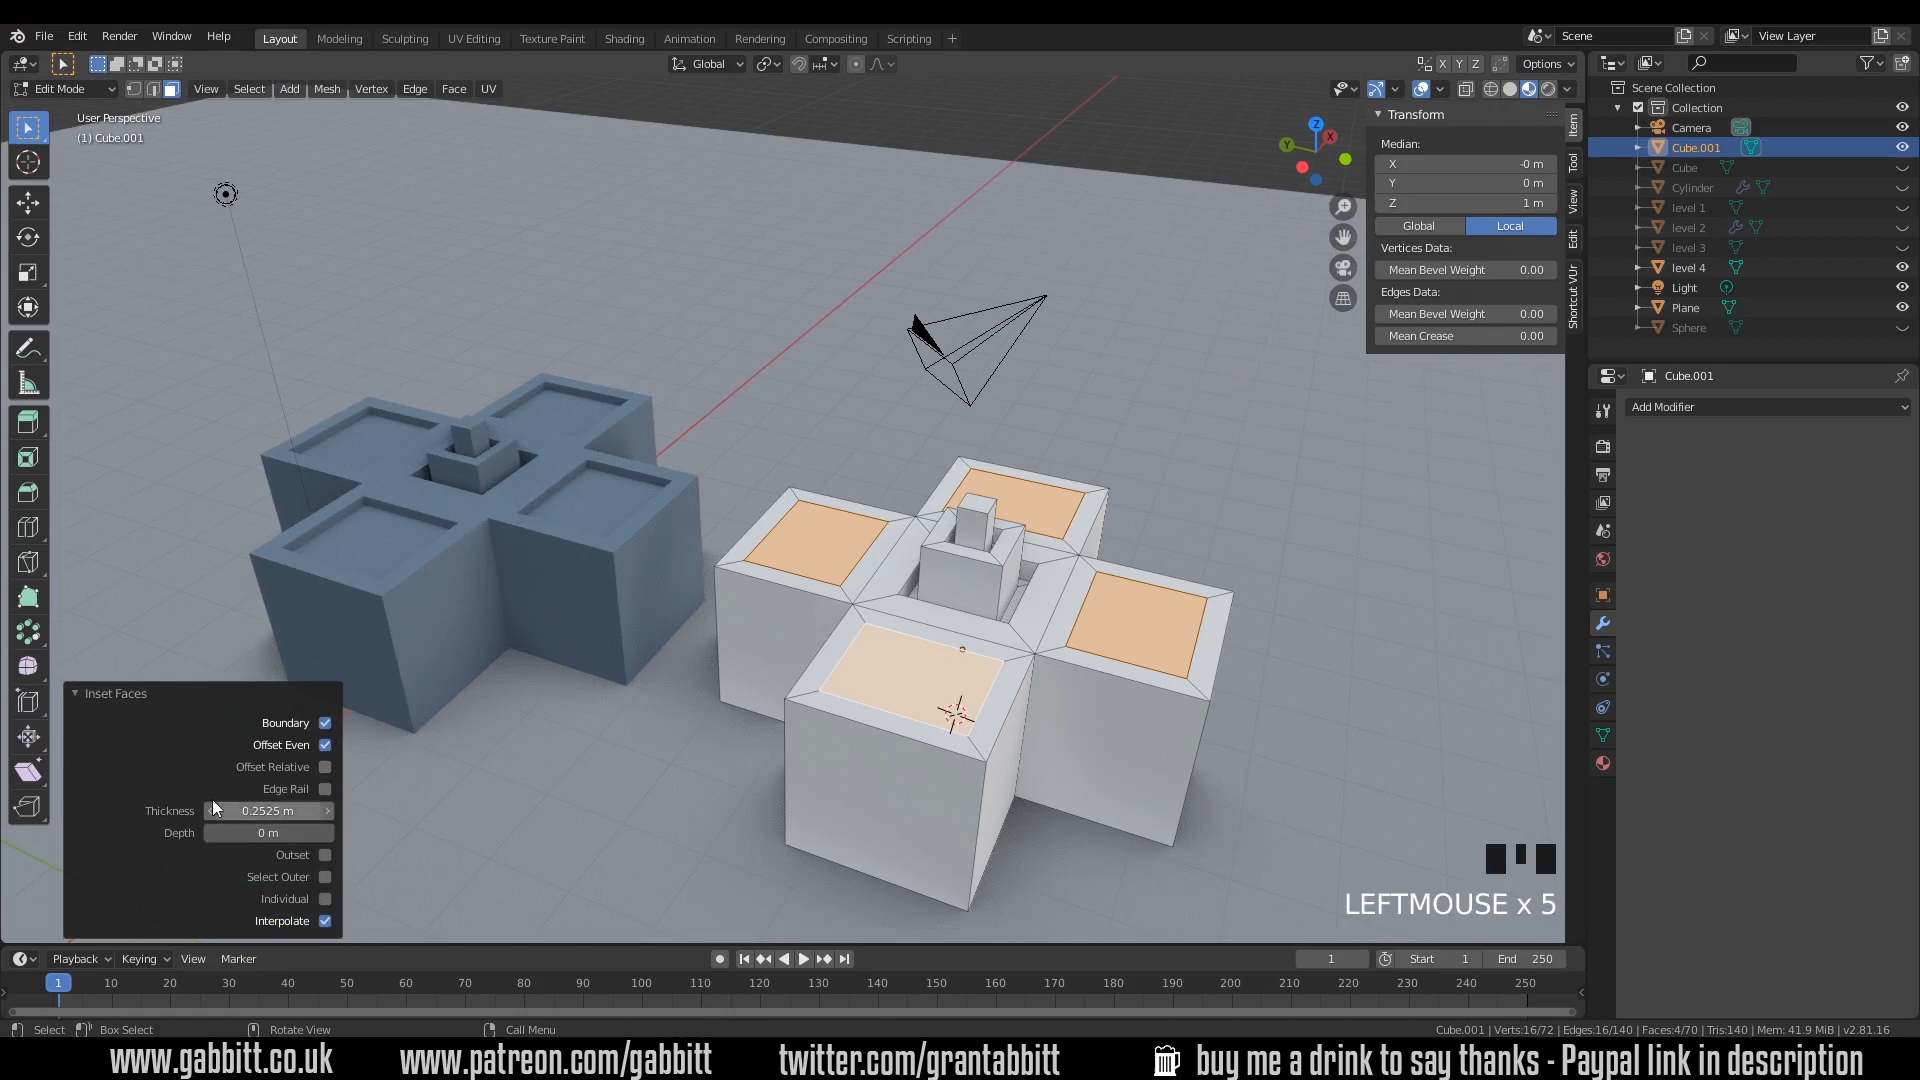 File Edit Render Window Help Layout Modeling Sculpting UV Editing Texture Paint Shading Animation Rendering Compositing Scripting + Scene View Layer
Global X Y Z Options
Edit Mode View Select Add Mesh Vertex Edge Face UV
User Perspective
(1) Cube.001
Z
X
Y
Transform
Median:
X -0 m
Y 0 m
Z 1 m
Global Local
Vertices Data:
Mean Bevel Weight 0.00
Edges Data:
Mean Bevel Weight 0.00
Mean Crease 0.00
Item
Tool
View
Edit
Shortcut VUr
Scene Collection
Collection
Camera
Cube.001
Cube
Cylinder
level 1
level 2
level 3
level 4
Light
Plane
Sphere
Cube.001
Add Modifier
Inset Faces
Boundary
Offset Even
Offset Relative
Edge Rail
Thickness 0.2525 m
Depth 0 m
Outset
Select Outer
Individual
Interpolate
LEFTMOUSE x 5
Playback Keying View Marker 1 Start 1 End 250
1 10 20 30 40 50 60 70 80 90 100 110 120 130 140 150 160 170 180 190 200 210 220 230 240 250
Select Box Select Rotate View Call Menu Cube.001 | Verts:16/72 | Edges:16/140 | Faces:4/70 | Tris:140 | Mem: 41.9 MiB | v2.81.16
www.gabbitt.co.uk www.patreon.com/gabbitt twitter.com/grantabbitt buy me a drink to say thanks - Paypal link in description